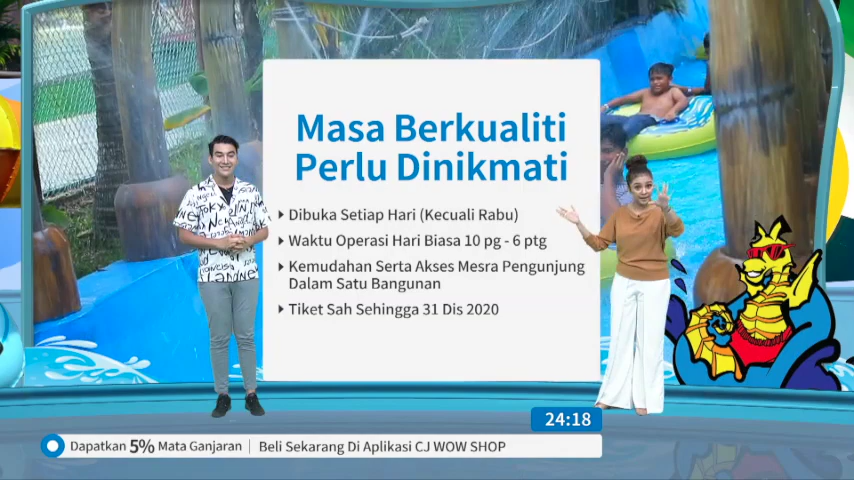 Masa Berkualiti
Perlu Dinikmati
Dibuka Setiap Hari (Kecuali Rabu)
Waktu Operasi Hari Biasa 10 pg - 6 ptg
Kemudahan Serta Akses Mesra Pengunjung
Dalam Satu Bangunan
Tiket Sah Sehingga 31 Dis 2020
24:18
Dapatkan 5% Mata Ganjaran | Beli Sekarang Di Aplikasi CJ WOW SHOP